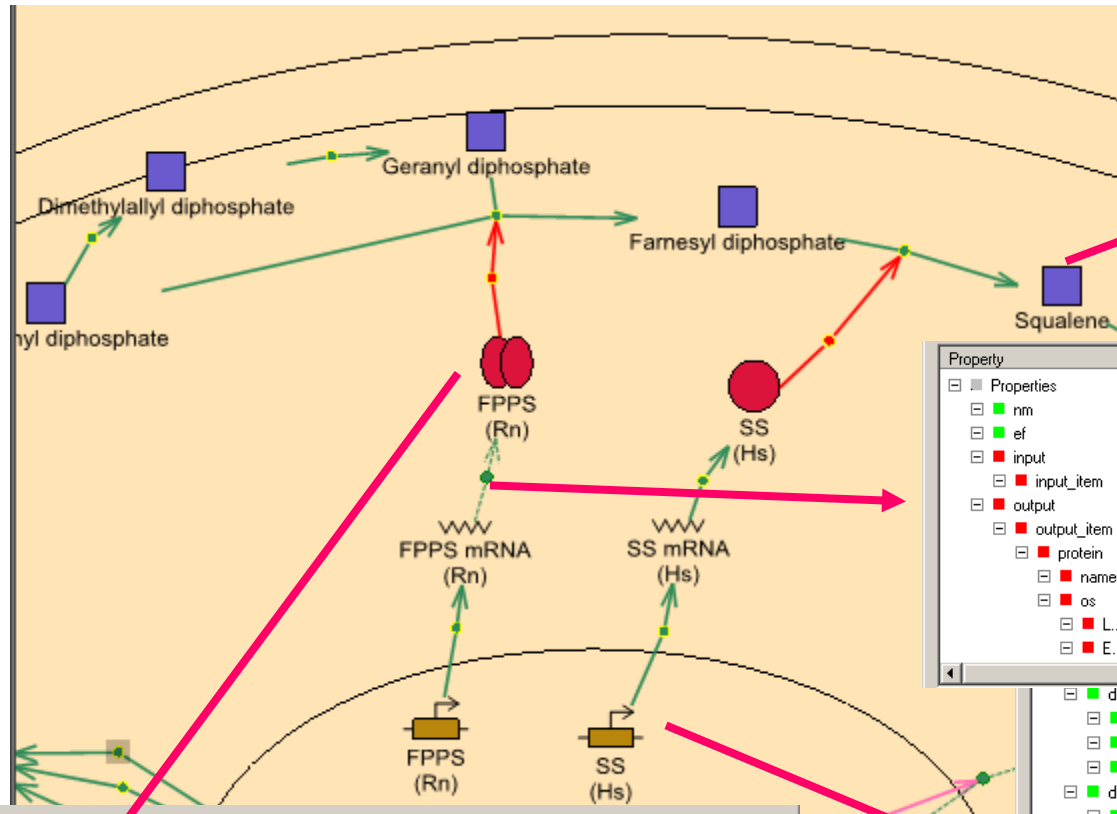 Geranyl diphosphate
Dimethylallyl diphosphate
Farnesyl diphosphate
nyl diphosphate
Squalene
FPPS
(Rn)
SS
(Hs)
FPPS mRNA
(Rn)
SS mRNA
(Hs)
FPPS
(Rn)
SS
(Hs)
Property
Properties
nm
ef
input
input_item
output
output_item
protein
name
os
L..
E.
d
d